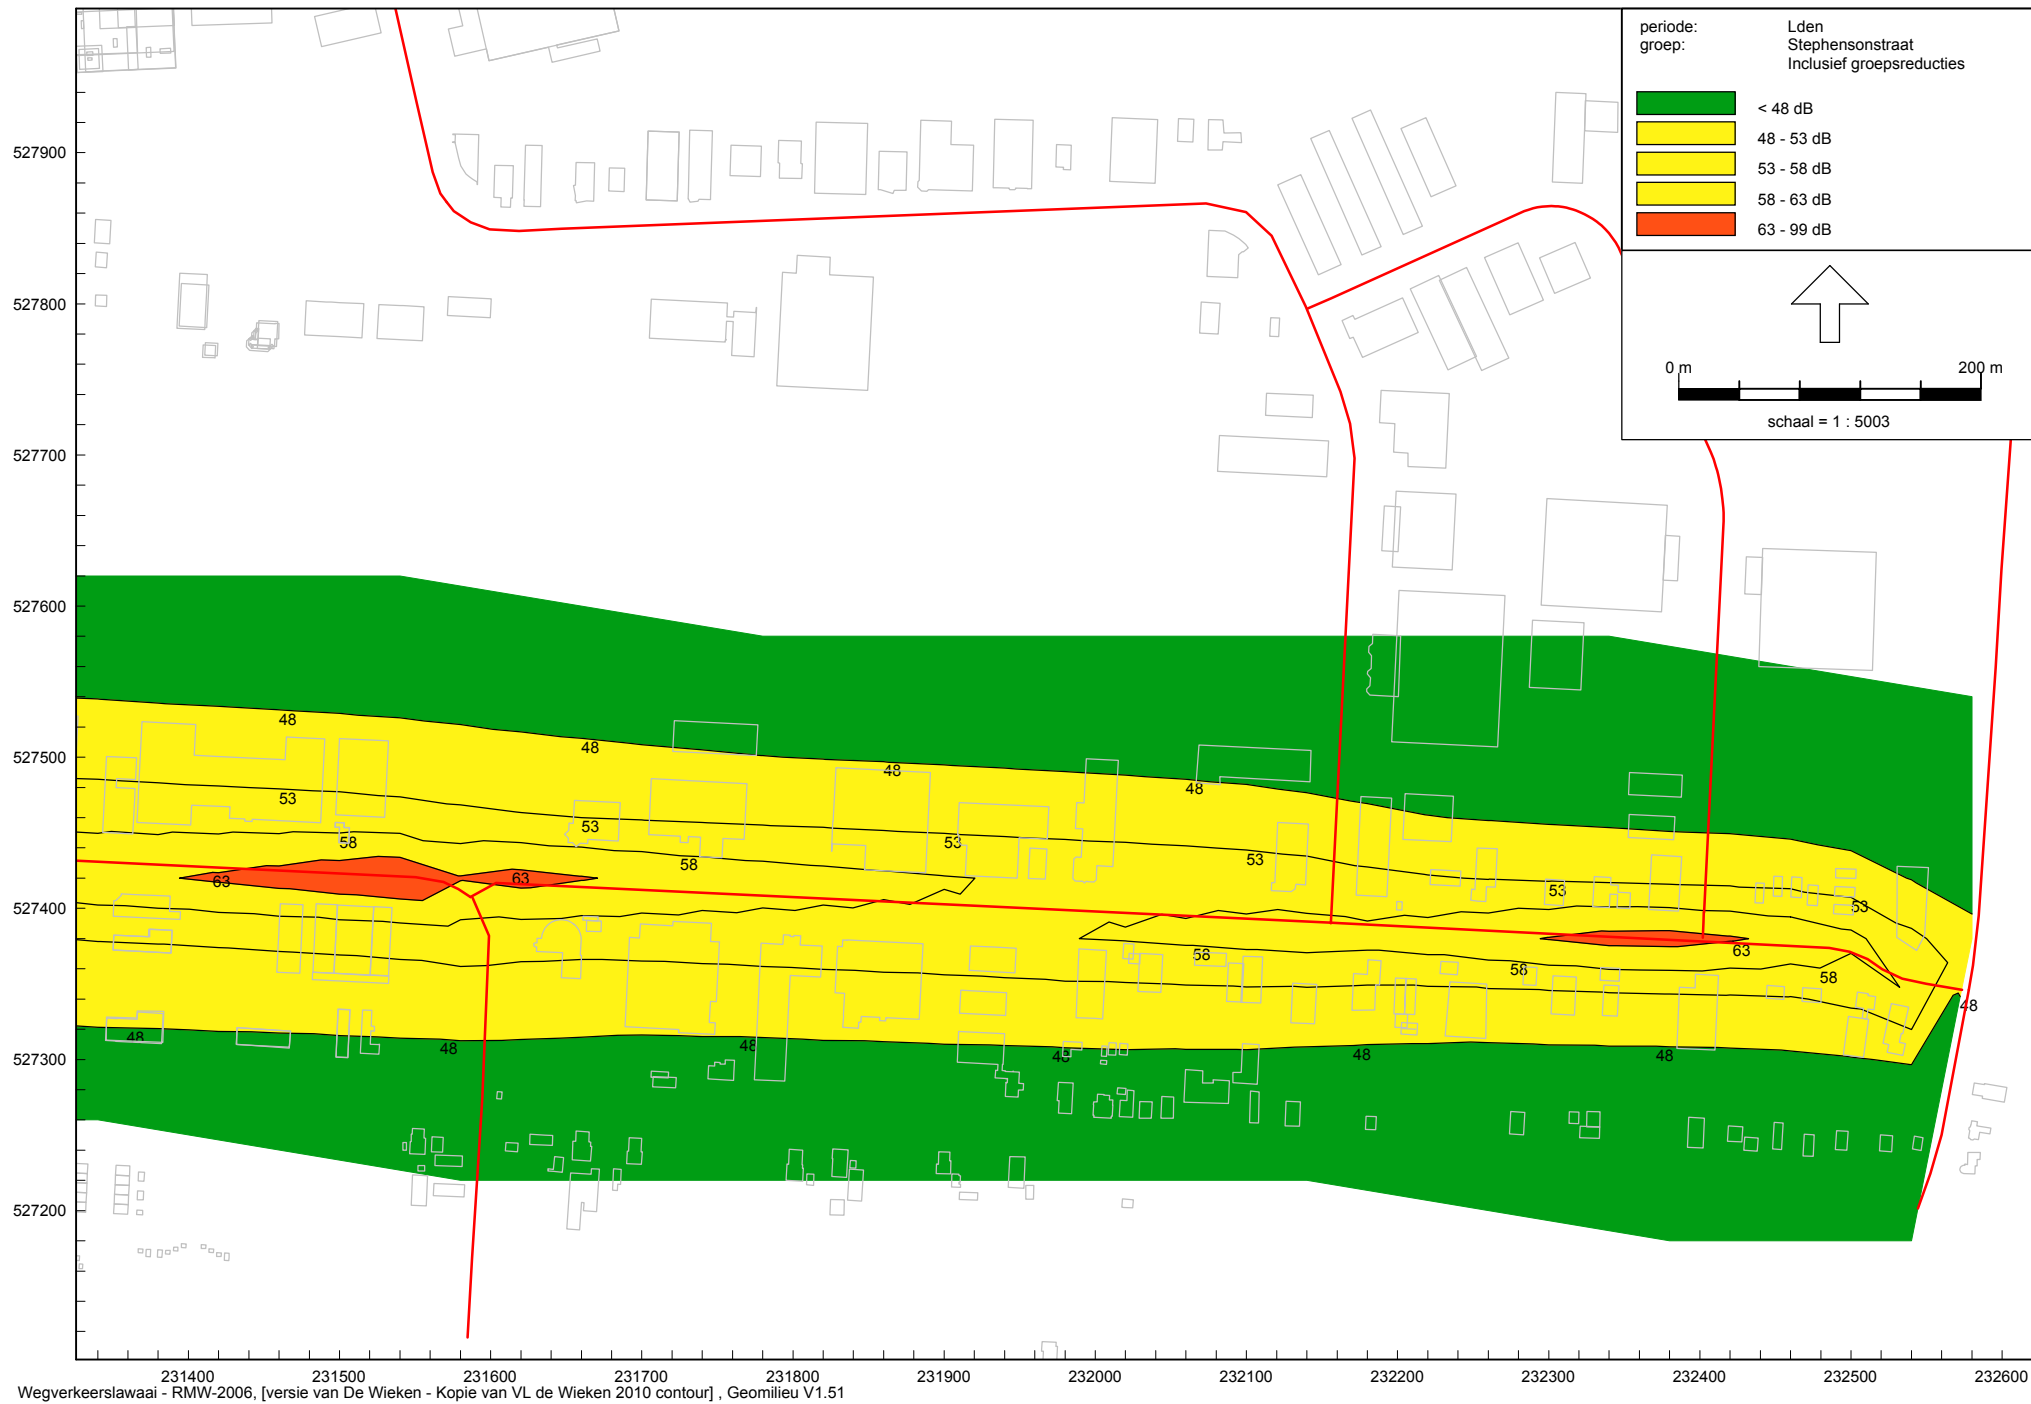 periode: Lden
groep: Stephensonstraat
Inclusief groepsreducties
< 48 dB
48 - 53 dB
53 - 58 dB
58 - 63 dB
63 - 99 dB
0 m 200 m
schaal = 1 : 5003
527900
527800
527700
527600
527500
527400
527300
527200
48
48
48
48
53
53
53
53
53
53
58
58
58
58
58
63
63
63
48
48
48
48
48
48
48
231400 231500 231600 231700 231800 231900 232000 232100 232200 232300 232400 232500 232600
Wegverkeerslawaai - RMW-2006, [versie van De Wieken - Kopie van VL de Wieken 2010 contour] , Geomilieu V1.51